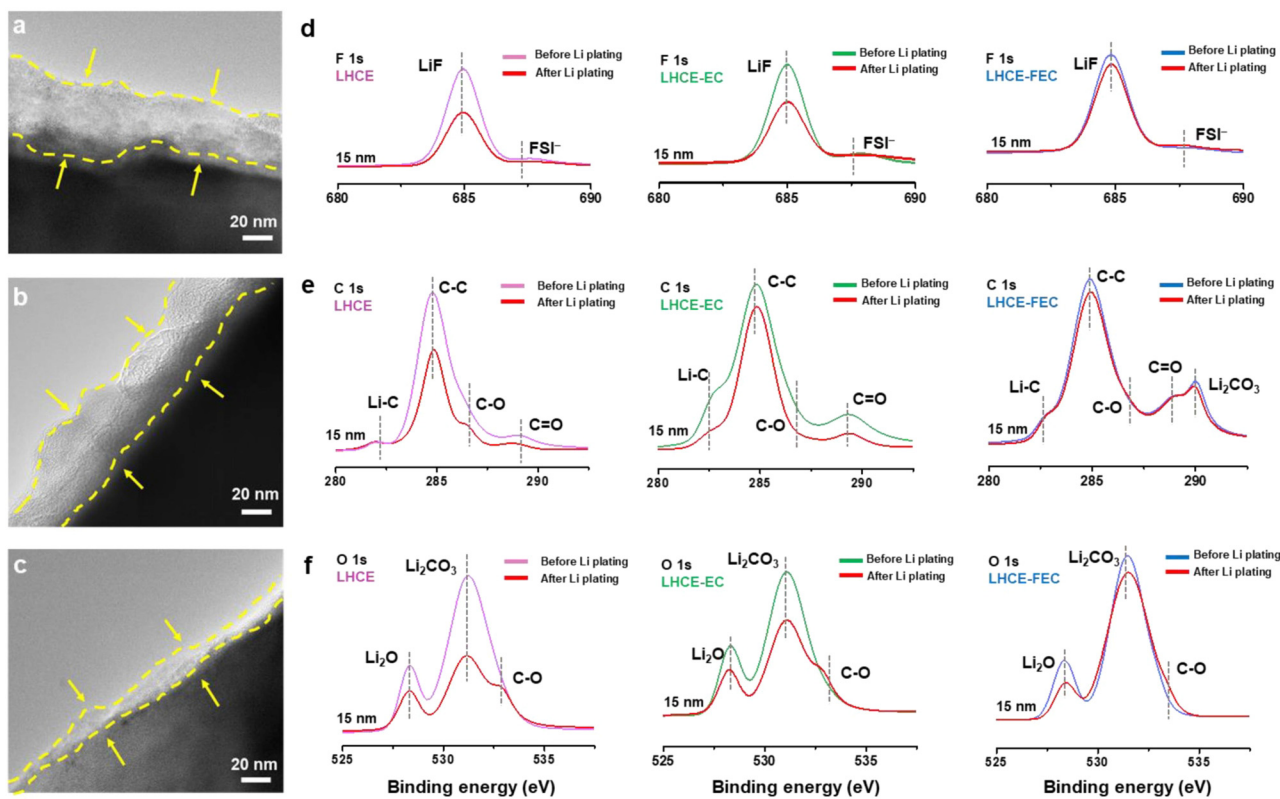 a
20 nm
b
20 nm
c
20 nm
d
F 1s
LHCE
LiF
Before Li plating
After Li plating
FSI⁻
15 nm
680 685 690
F 1s
LHCE-EC
LiF
Before Li plating
After Li plating
FSI⁻
15 nm
680 685 690
F 1s
LHCE-FEC
LiF
Before Li plating
After Li plating
FSI⁻
15 nm
680 685 690
e
C 1s
LHCE
C-C
Before Li plating
After Li plating
Li-C
C-O
C=O
15 nm
280 285 290
C 1s
LHCE-EC
C-C
Before Li plating
After Li plating
Li-C
C-O
C=O
15 nm
280 285 290
C 1s
LHCE-FEC
C-C
Before Li plating
After Li plating
Li-C
C-O
C=O
Li₂CO₃
15 nm
280 285 290
f
O 1s
LHCE
Li₂CO₃
Before Li plating
After Li plating
Li₂O
C-O
15 nm
525 530 535
Binding energy (eV)
O 1s
LHCE-EC
Li₂CO₃
Before Li plating
After Li plating
Li₂O
C-O
15 nm
525 530 535
Binding energy (eV)
O 1s
LHCE-FEC
Li₂CO₃
Before Li plating
After Li plating
Li₂O
C-O
15 nm
525 530 535
Binding energy (eV)